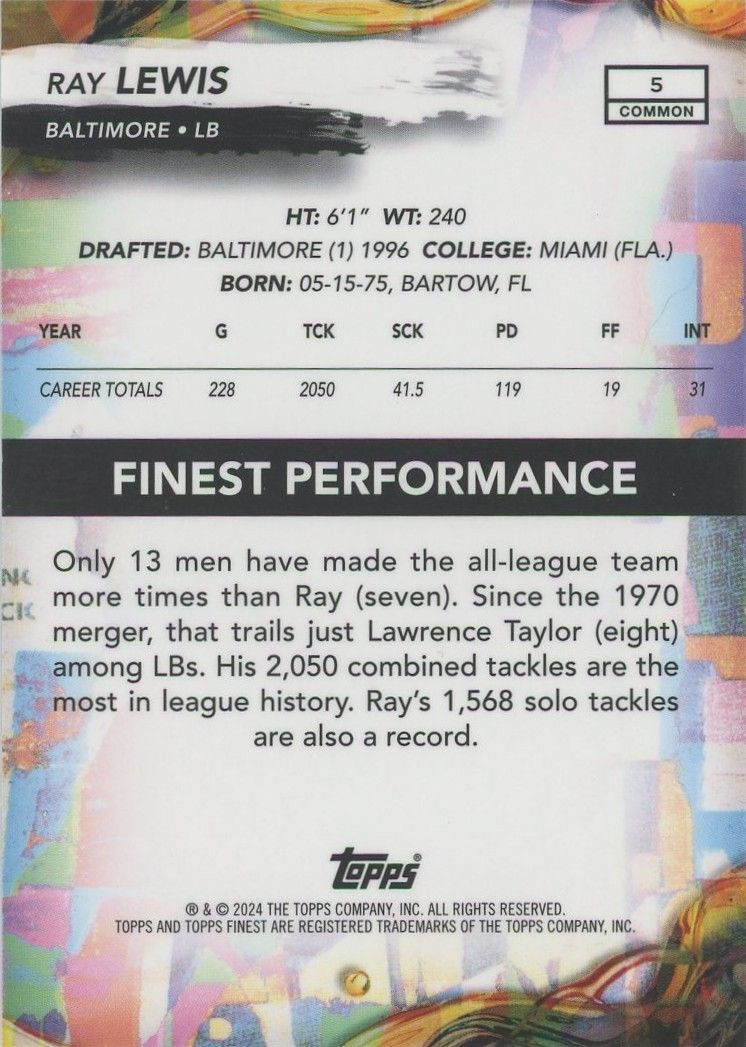 RAY LEWIS
BALTIMORE • LB
5
COMMON
HT: 6'1" WT: 240
DRAFTED: BALTIMORE (1) 1996 COLLEGE: MIAMI (FLA.)
BORN: 05-15-75, BARTOW, FL
YEAR G TCK SCK PD FF INT
CAREER TOTALS 228 2050 41.5 119 19 31
FINEST PERFORMANCE
Only 13 men have made the all-league team
more times than Ray (seven). Since the 1970
merger, that trails just Lawrence Taylor (eight)
among LBs. His 2,050 combined tackles are the
most in league history. Ray's 1,568 solo tackles
are also a record.
topps®
® & © 2024 THE TOPPS COMPANY, INC. ALL RIGHTS RESERVED.
TOPPS AND TOPPS FINEST ARE REGISTERED TRADEMARKS OF THE TOPPS COMPANY, INC.